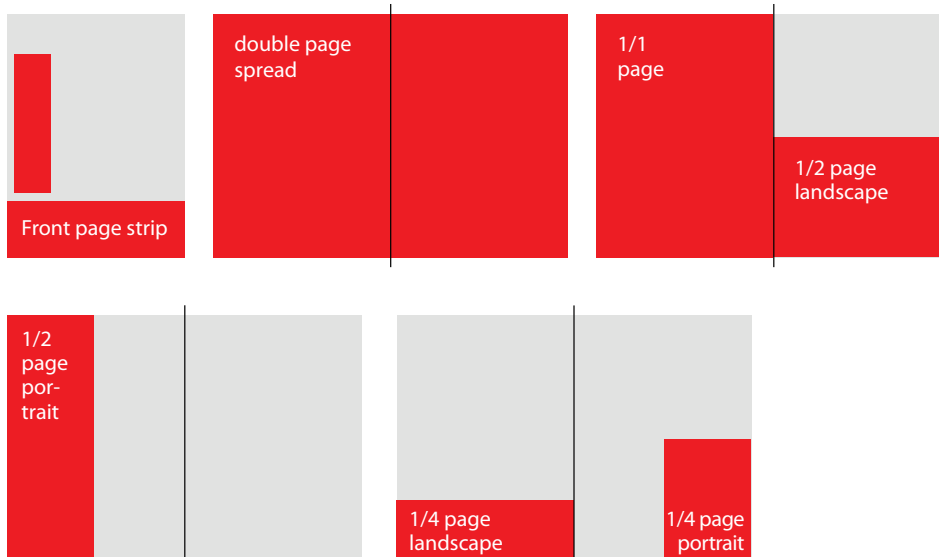 Front page strip
double page
spread
1/1
page
1/2 page
landscape
1/2
page
por-
trait
1/4 page
landscape
1/4 page
portrait